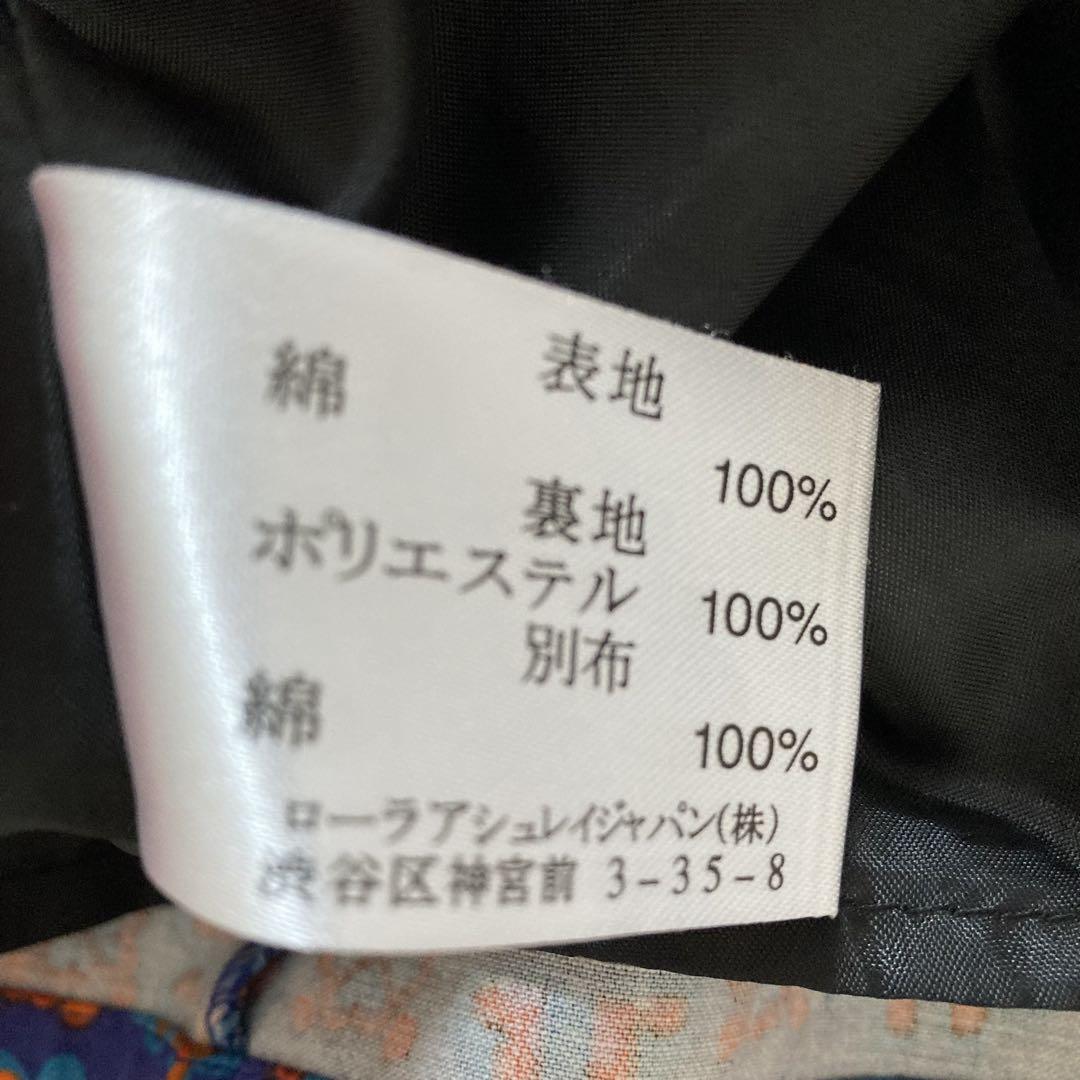 表地
綿 100%
裏地
ポリエステル 100%
別布
綿 100%
ローラアシュレイジャパン(株)
渋谷区神宮前 3-35-8